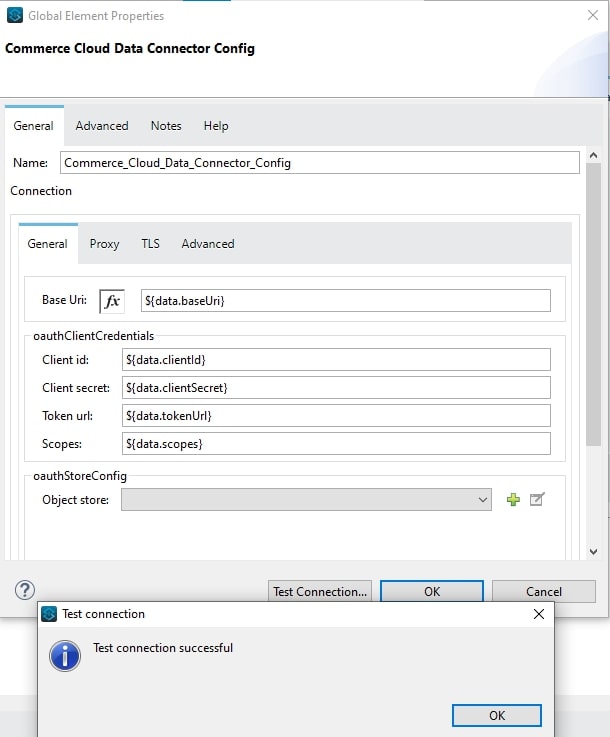 Global Element Properties
Commerce Cloud Data Connector Config
General Advanced Notes Help
Name: Commerce_Cloud_Data_Connector_Config
Connection
General Proxy TLS Advanced
Base Uri: fx ${data.baseUri}
oauthClientCredentials
Client id: ${data.clientId}
Client secret: ${data.clientSecret}
Token url: ${data.tokenUrl}
Scopes: ${data.scopes}
oauthStoreConfig
Object store:
Test Connection... OK Cancel
Test connection
Test connection successful
OK